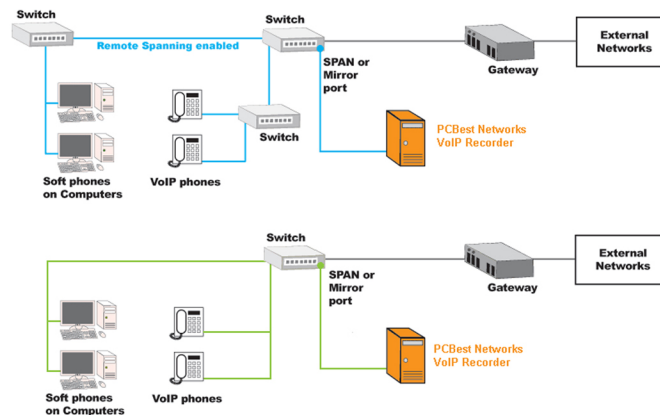 Switch
Switch
Remote Spanning enabled
External
Networks
SPAN or
Mirror
port
Gateway
Switch
PCBest Networks
VoIP Recorder
Soft phones
on Computers
VoIP phones
Switch
External
Networks
SPAN or
Mirror
port
Gateway
PCBest Networks
VoIP Recorder
Soft phones
on Computers
VoIP phones